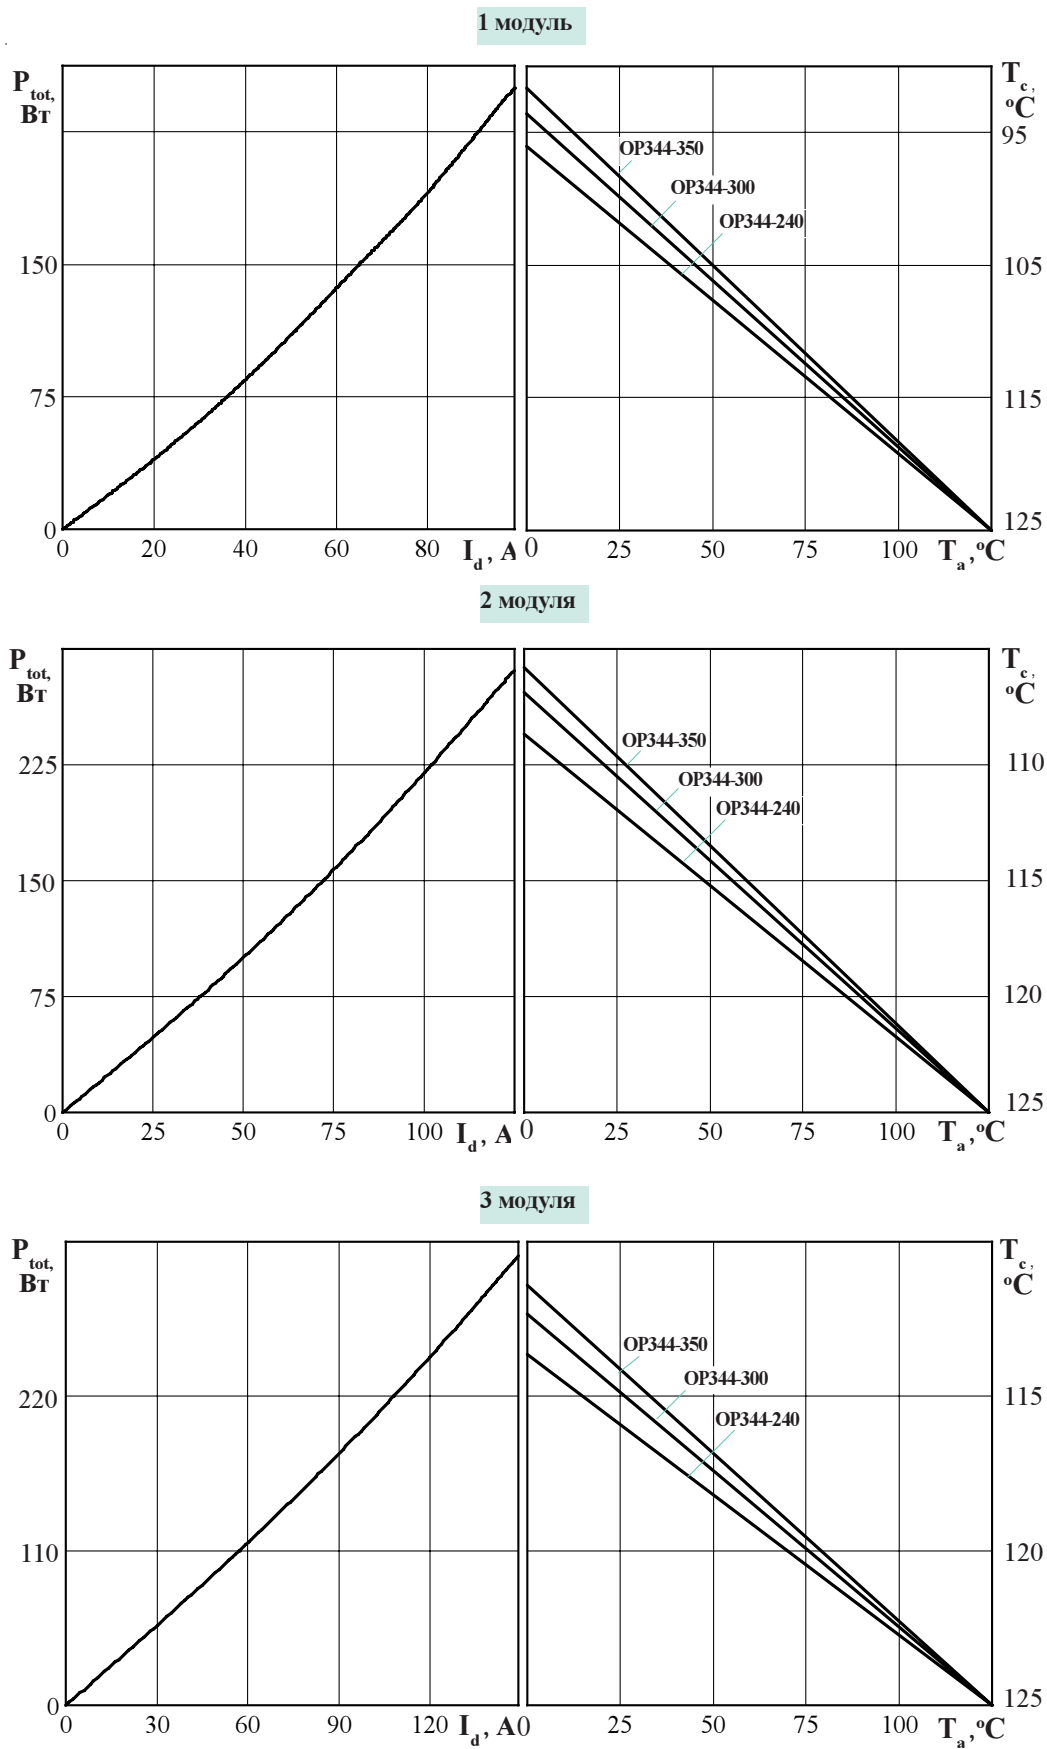 1 модуль
P tot, Вт
150
75
0
0 20 40 60 80 I d , А
T c, °C
95
105
115
125
OP344-350
OP344-300
OP344-240
0 25 50 75 100 T a , °C
2 модуля
P tot, Вт
225
150
75
0
0 25 50 75 100 I d , А
T c, °C
110
115
120
125
OP344-350
OP344-300
OP344-240
0 25 50 75 100 T a , °C
3 модуля
P tot, Вт
220
110
0
0 30 60 90 120 I d , А
T c, °C
115
120
125
OP344-350
OP344-300
OP344-240
0 25 50 75 100 T a , °C